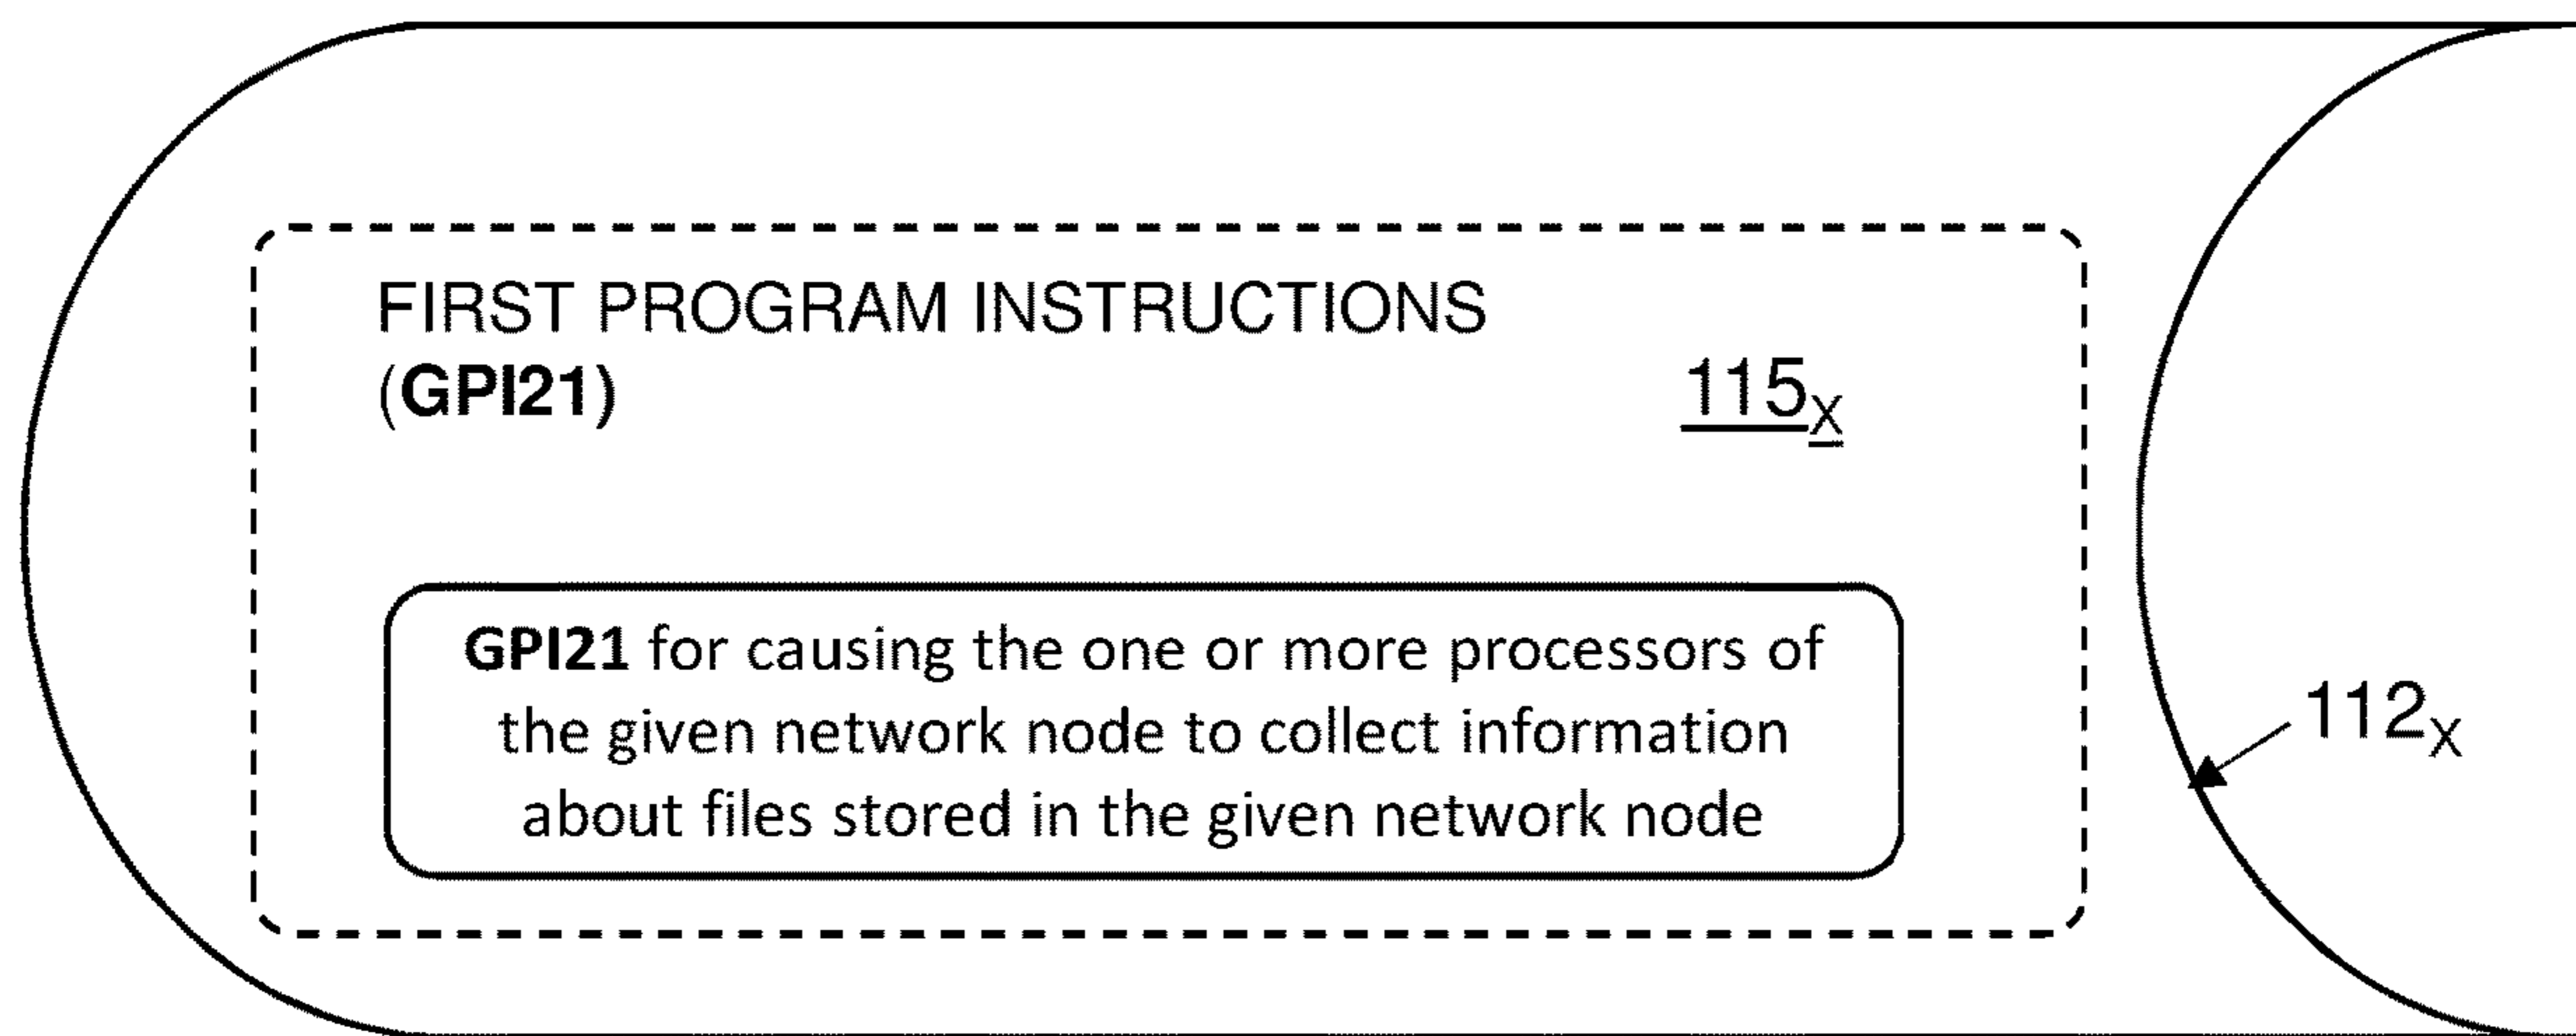 FIRST PROGRAM INSTRUCTIONS
(GPI21)
115X
GPI21 for causing the one or more processors of
the given network node to collect information
about files stored in the given network node
112X